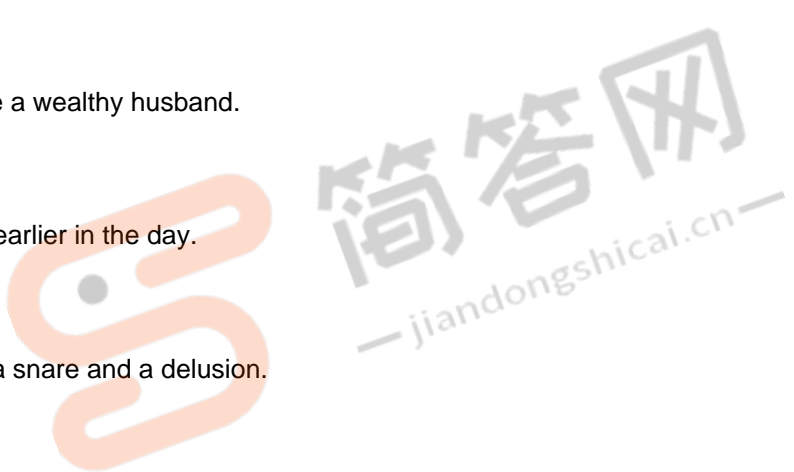 a wealthy husband.
earlier in the day.
a snare and a delusion.
简答网
jiandongshicai.cn